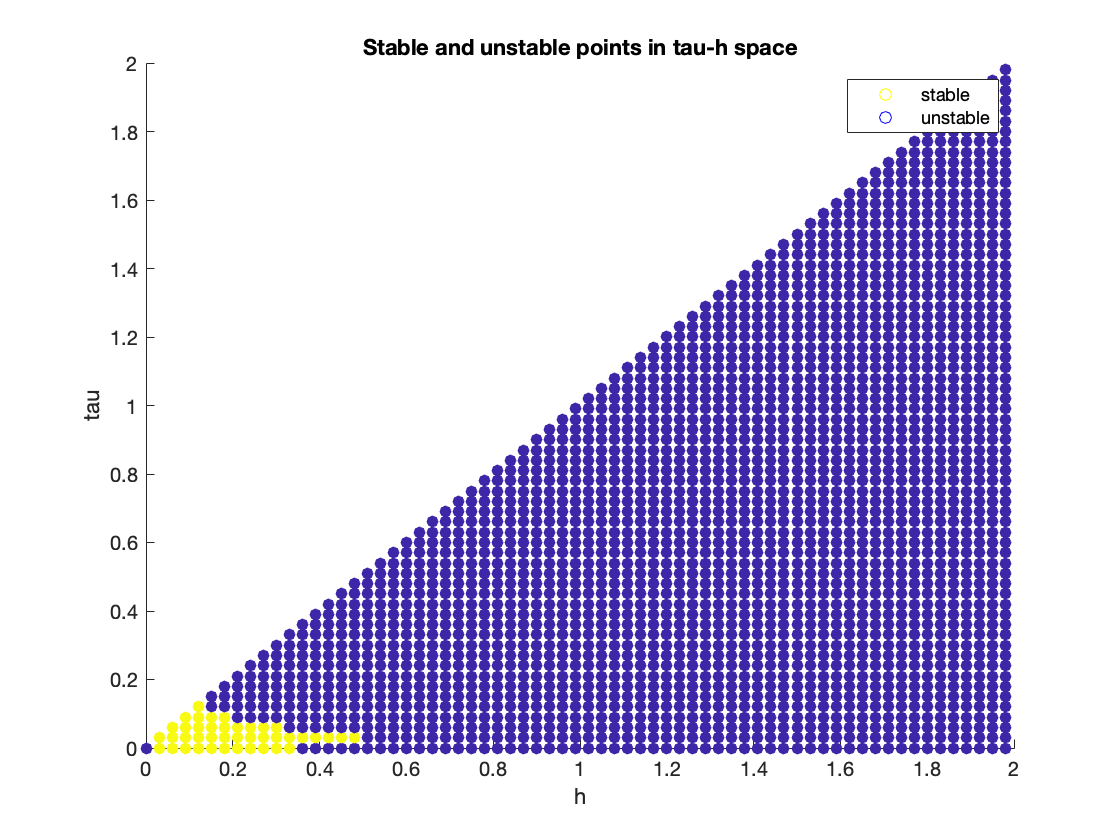 Stable and unstable points in tau-h space
stable
unstable
2
1.8
1.6
1.4
1.2
1
0.8
0.6
0.4
0.2
0
tau
0 0.2 0.4 0.6 0.8 1 1.2 1.4 1.6 1.8 2
h